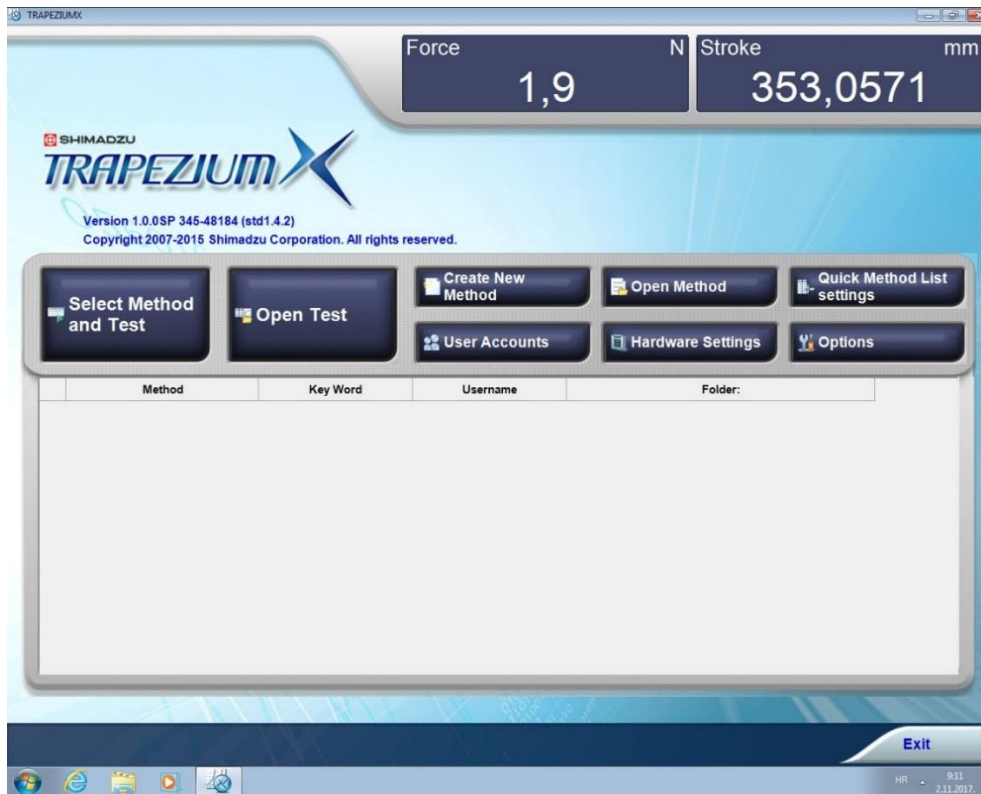 TRAPEZIUMX
Force N
1,9
Stroke mm
353,0571
SHIMADZU
TRAPEZIUM X
Version 1.0.0SP 345-48184 (std1.4.2)
Copyright 2007-2015 Shimadzu Corporation. All rights reserved.
Select Method
and Test
Open Test
Create New
Method
Open Method
Quick Method List
settings
User Accounts
Hardware Settings
Options
Method Key Word Username Folder:
Exit
HR 9:11
2.11.2017.